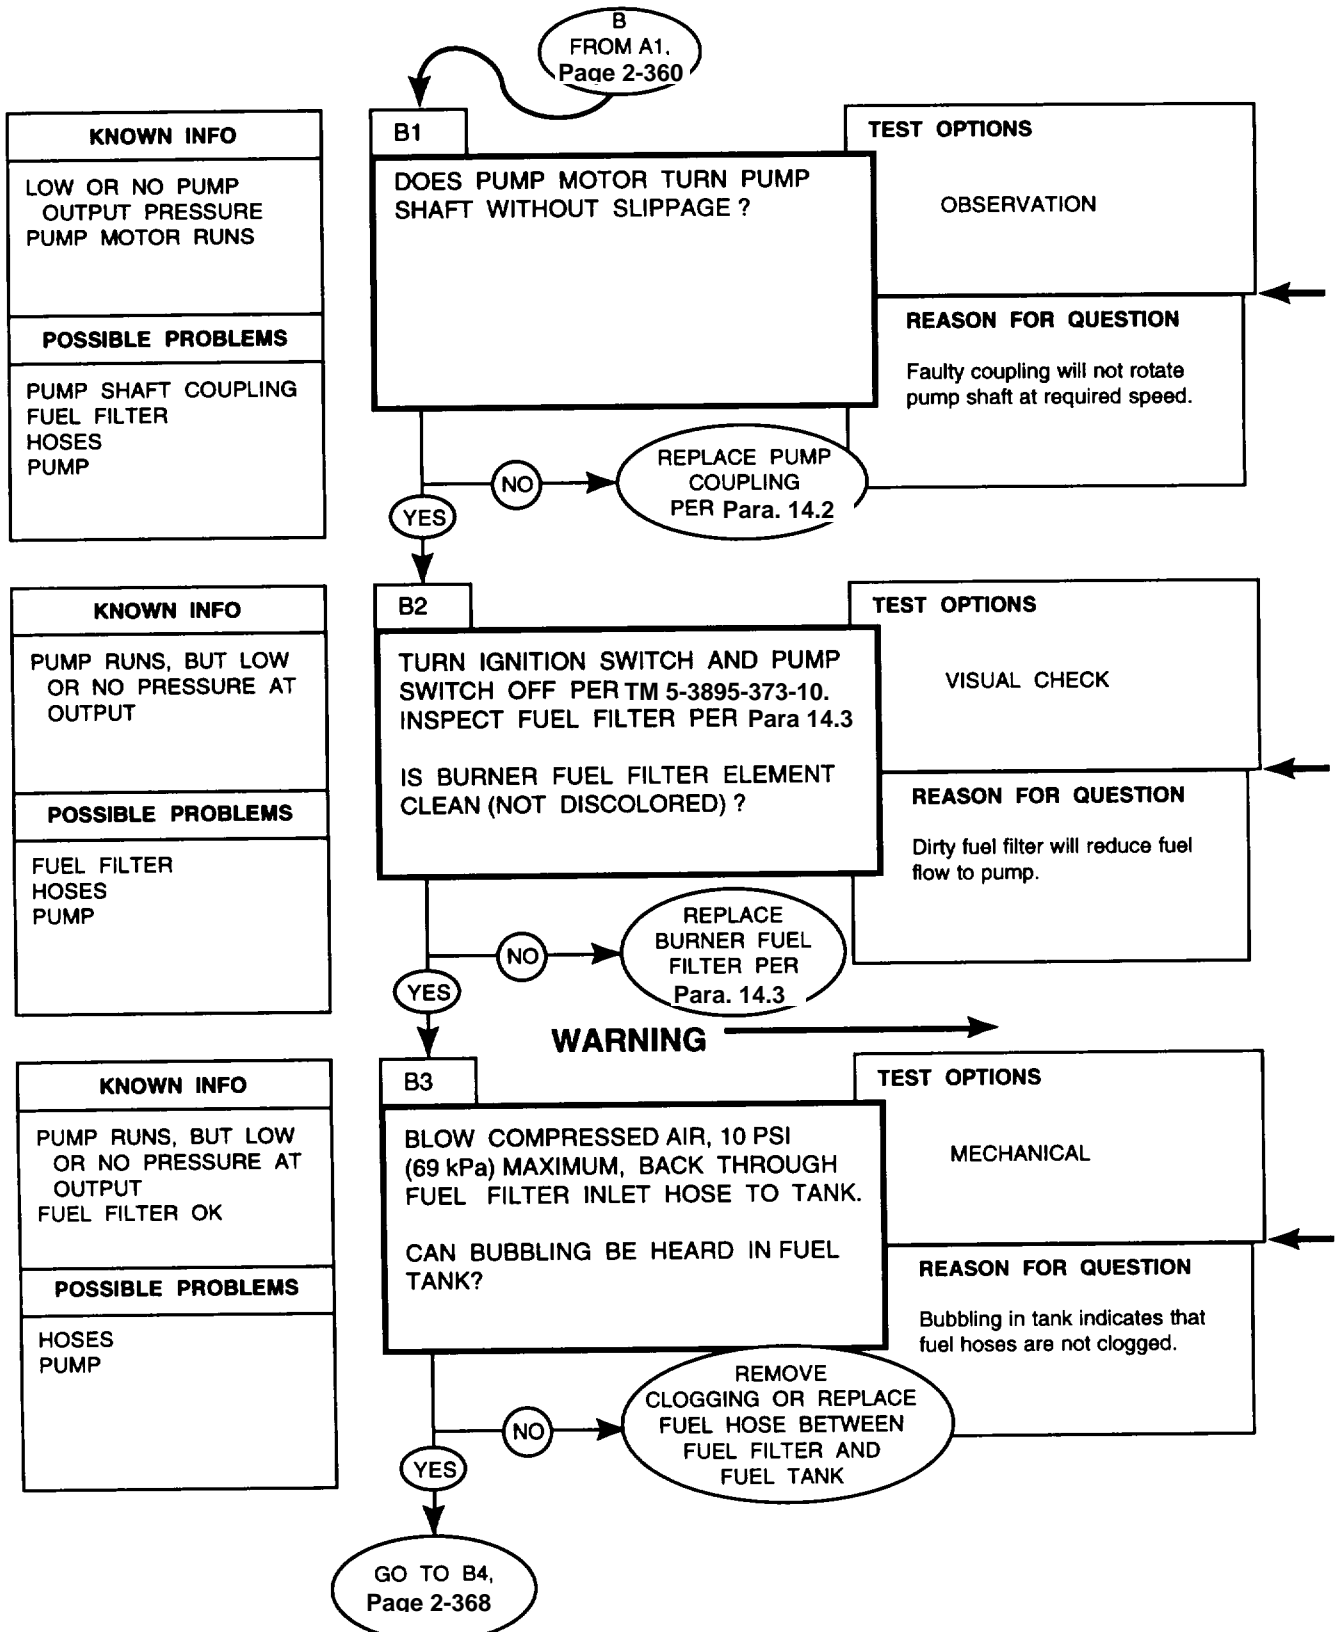 B
FROM A1,
Page 2-360
KNOWN INFO
LOW OR NO PUMP
OUTPUT PRESSURE
PUMP MOTOR RUNS
POSSIBLE PROBLEMS
PUMP SHAFT COUPLING
FUEL FILTER
HOSES
PUMP
B1
DOES PUMP MOTOR TURN PUMP
SHAFT WITHOUT SLIPPAGE ?
TEST OPTIONS
OBSERVATION
REASON FOR QUESTION
Faulty coupling will not rotate
pump shaft at required speed.
NO
REPLACE PUMP
COUPLING
PER Para. 14.2
YES
KNOWN INFO
PUMP RUNS, BUT LOW
OR NO PRESSURE AT
OUTPUT
POSSIBLE PROBLEMS
FUEL FILTER
HOSES
PUMP
B2
TURN IGNITION SWITCH AND PUMP
SWITCH OFF PER TM 5-3895-373-10.
INSPECT FUEL FILTER PER Para 14.3
IS BURNER FUEL FILTER ELEMENT
CLEAN (NOT DISCOLORED) ?
TEST OPTIONS
VISUAL CHECK
REASON FOR QUESTION
Dirty fuel filter will reduce fuel
flow to pump.
NO
REPLACE
BURNER FUEL
FILTER PER
Para. 14.3
YES
WARNING
KNOWN INFO
PUMP RUNS, BUT LOW
OR NO PRESSURE AT
OUTPUT
FUEL FILTER OK
POSSIBLE PROBLEMS
HOSES
PUMP
B3
BLOW COMPRESSED AIR, 10 PSI
(69 kPa) MAXIMUM, BACK THROUGH
FUEL FILTER INLET HOSE TO TANK.
CAN BUBBLING BE HEARD IN FUEL
TANK?
TEST OPTIONS
MECHANICAL
REASON FOR QUESTION
Bubbling in tank indicates that
fuel hoses are not clogged.
NO
REMOVE
CLOGGING OR REPLACE
FUEL HOSE BETWEEN
FUEL FILTER AND
FUEL TANK
YES
GO TO B4,
Page 2-368